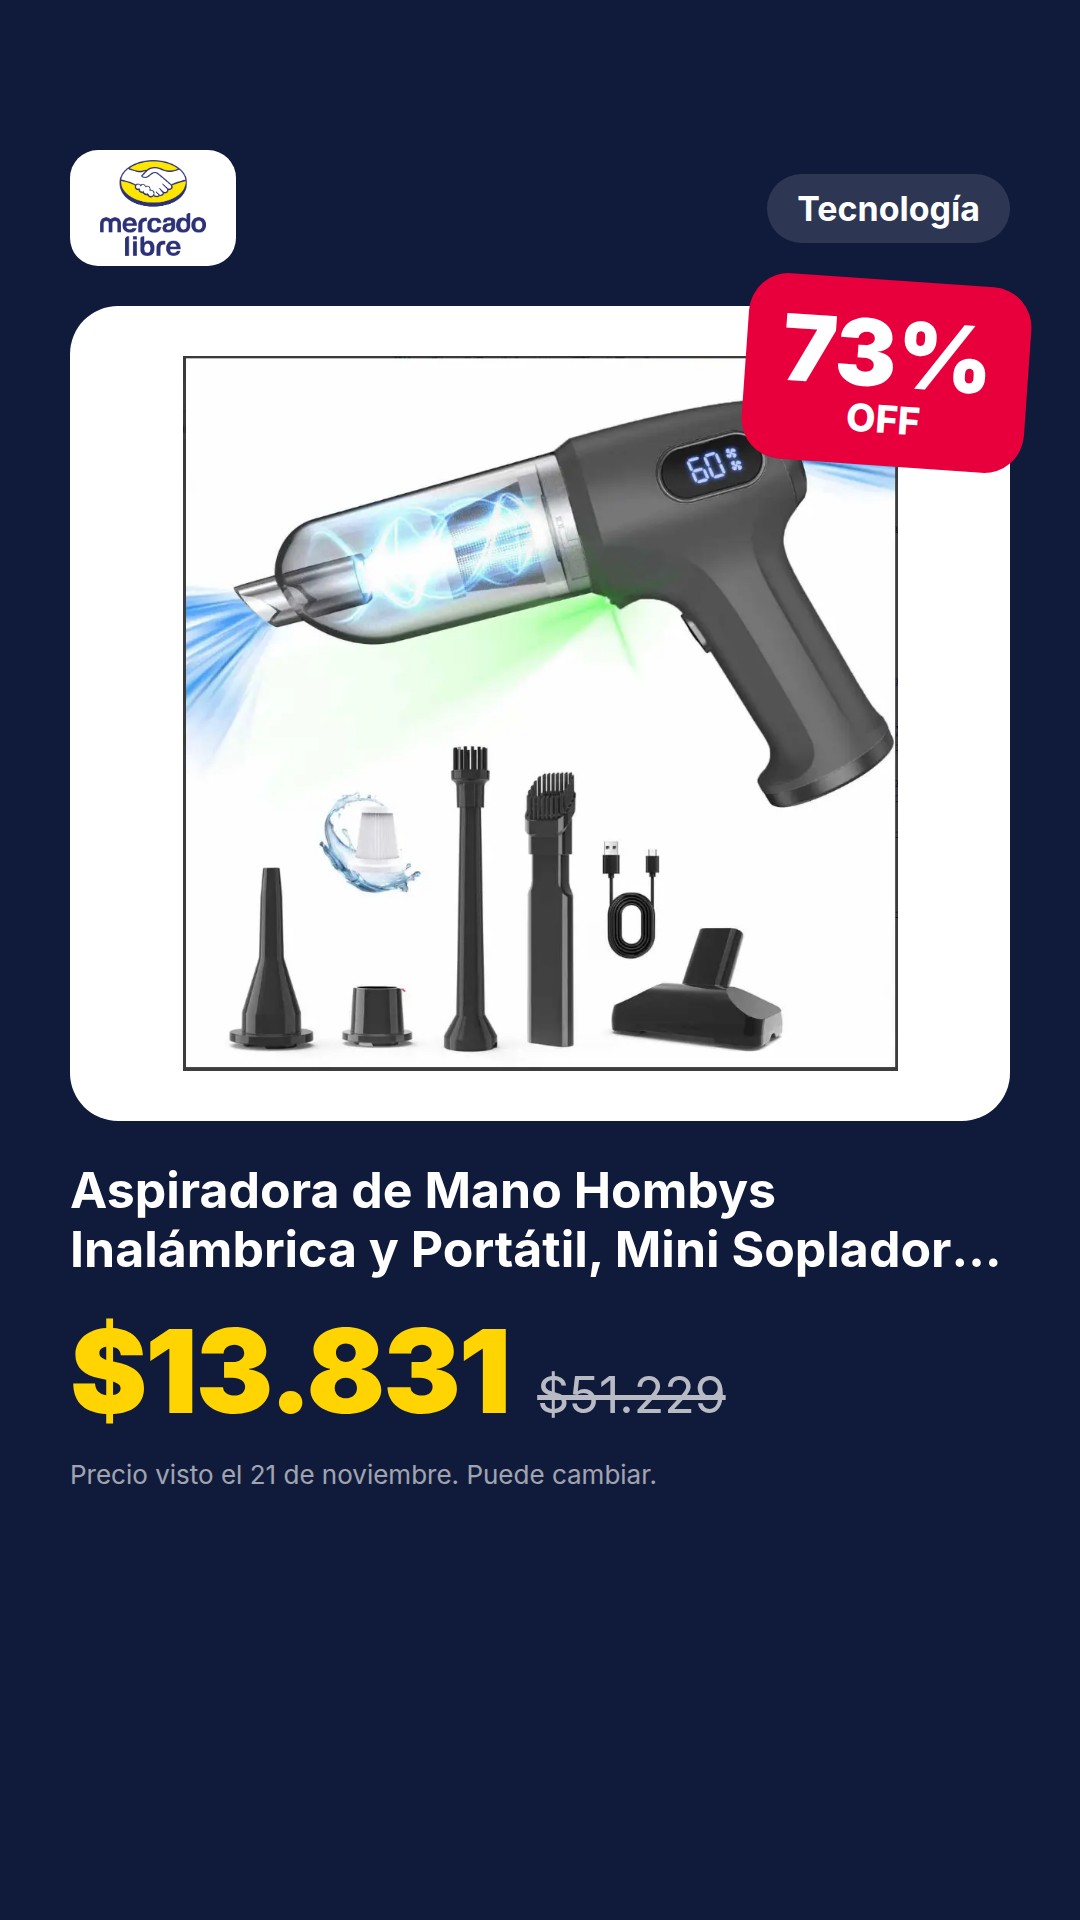 mercado
libre
Tecnología
73%
OFF
60
Aspiradora de Mano Hombys
Inalámbrica y Portátil, Mini Soplador...
$13.831 $51.229
Precio visto el 21 de noviembre. Puede cambiar.